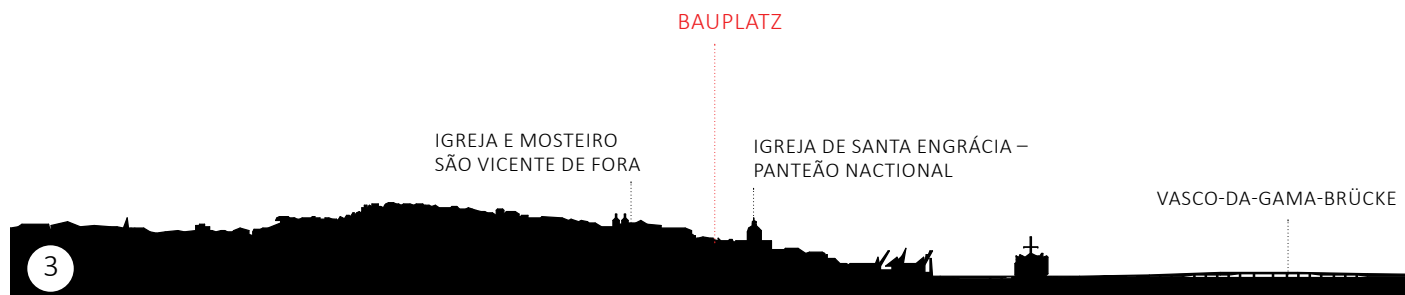 BAUPLATZ
IGREJA E MOSTEIRO
SÃO VICENTE DE FORA
IGREJA DE SANTA ENGRÁCIA –
PANTEÃO NACTIONAL
VASCO-DA-GAMA-BRÜCKE
3